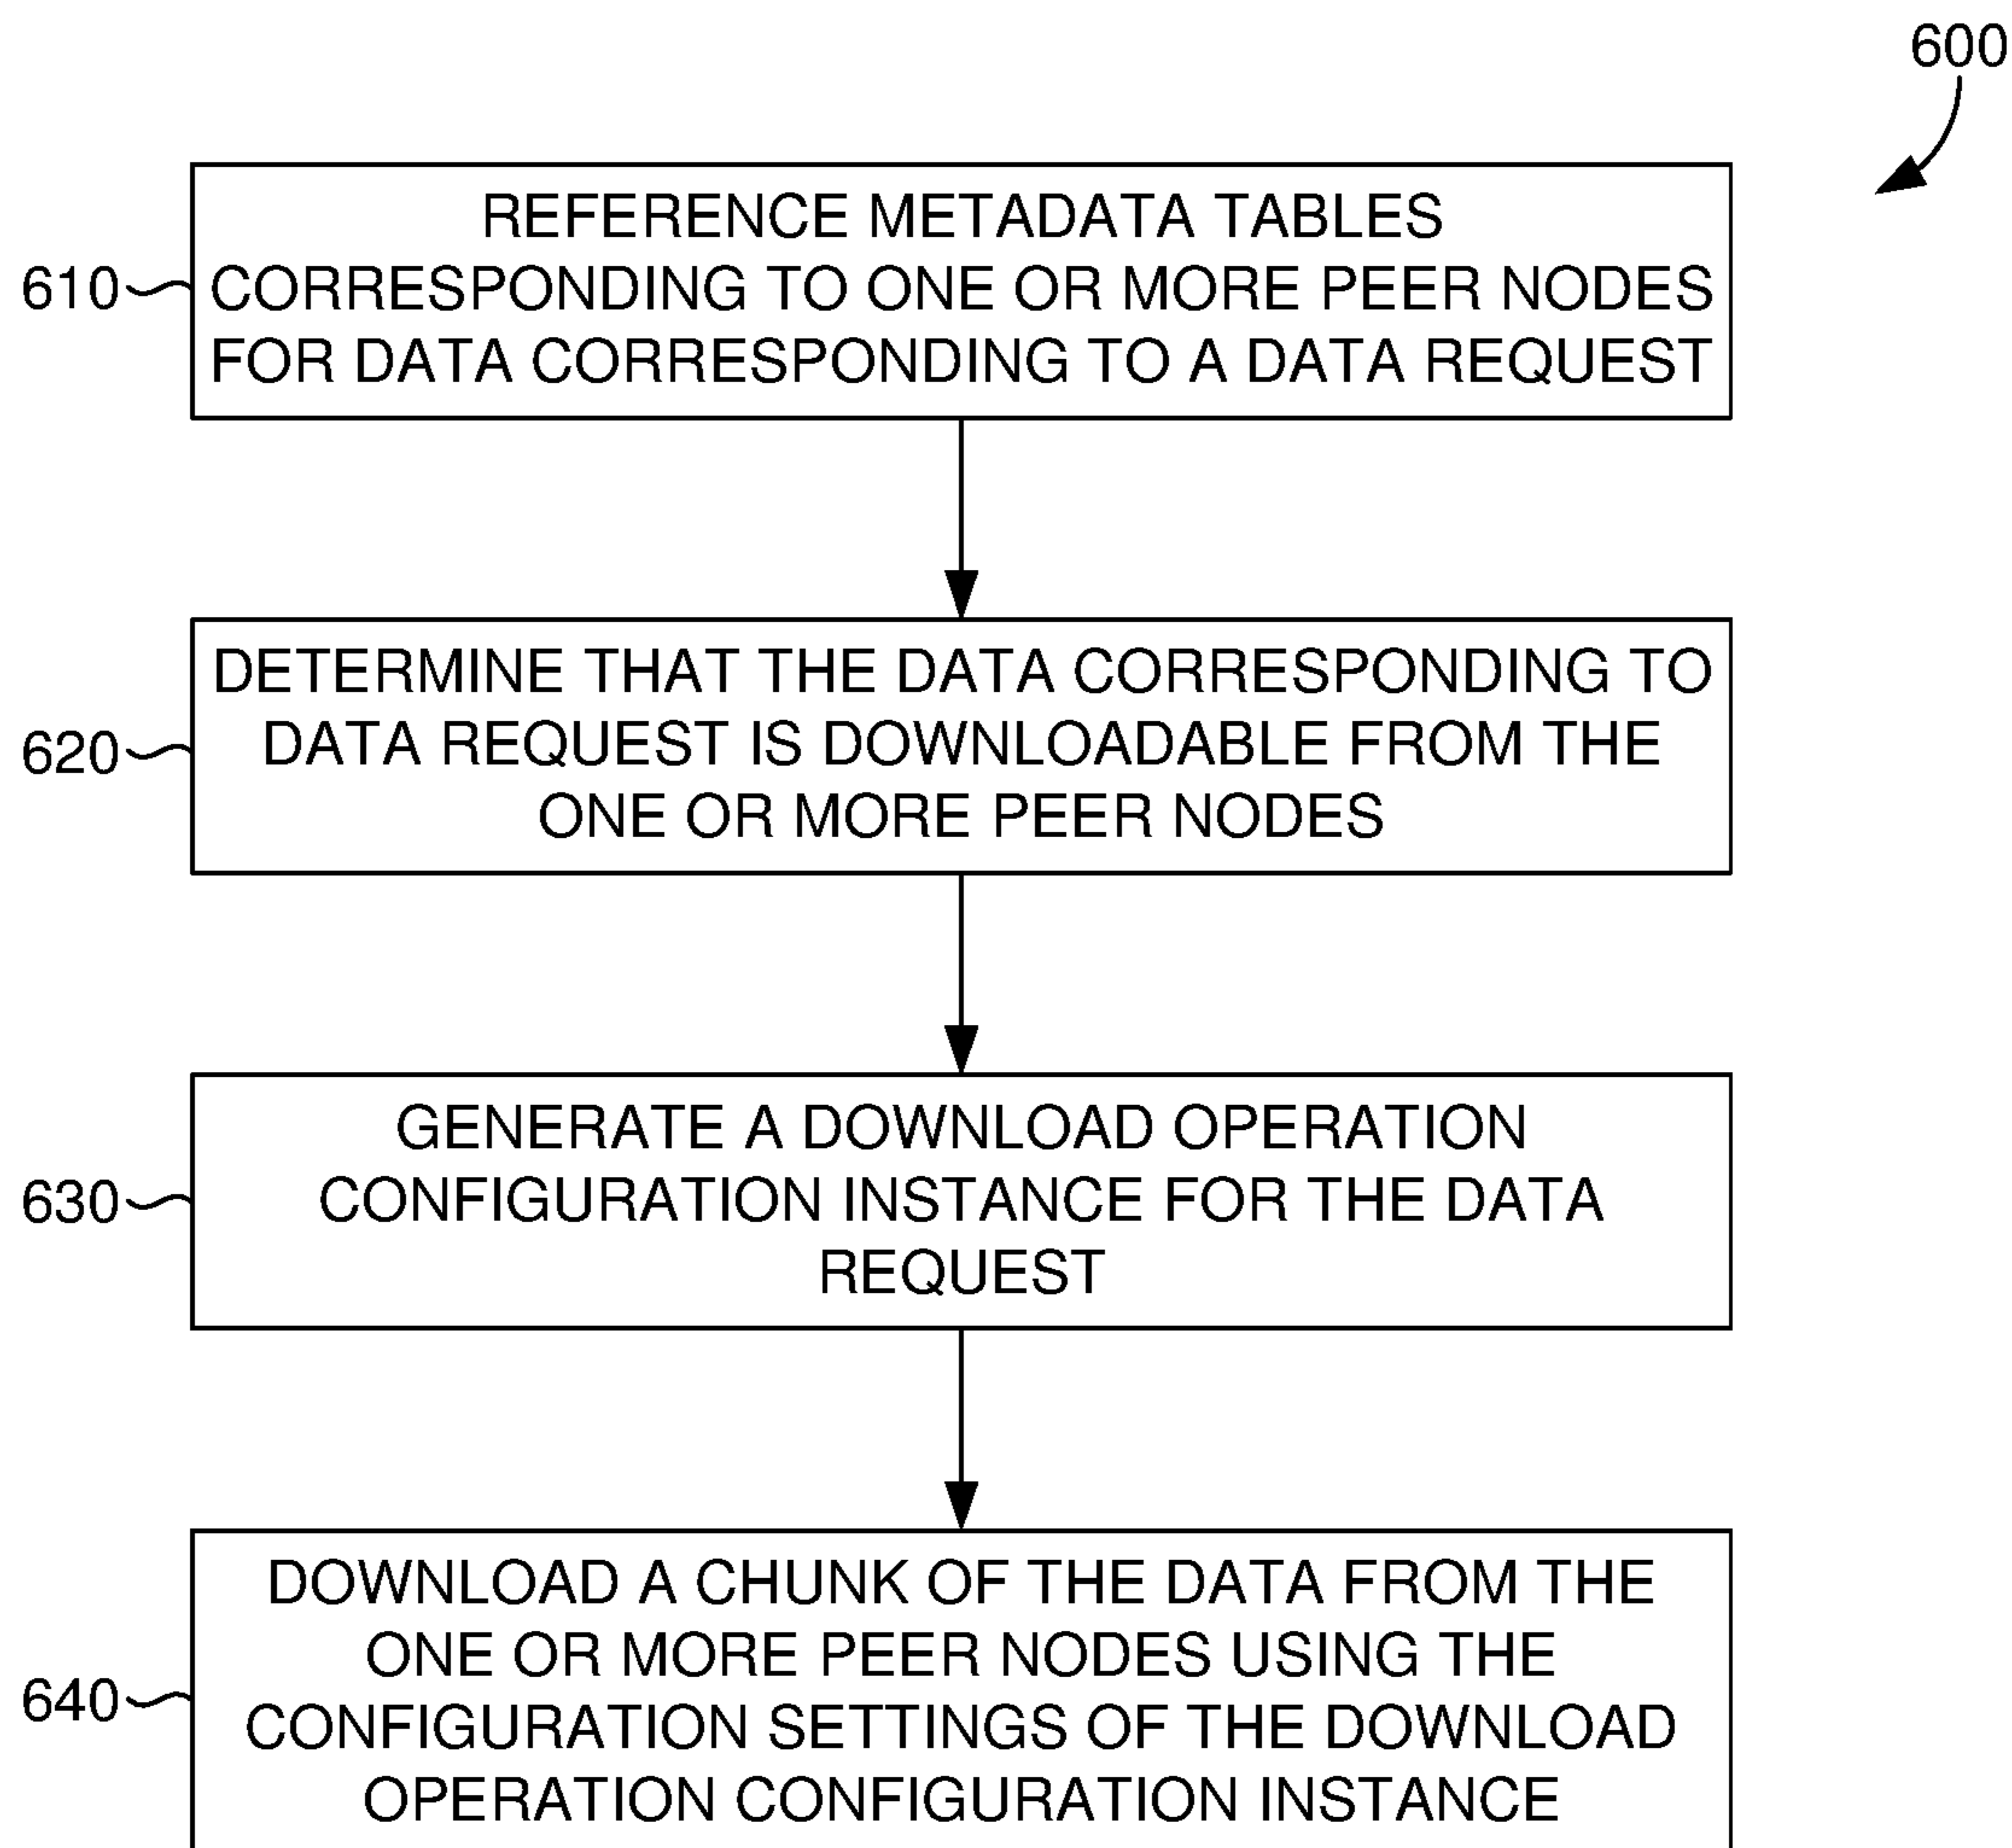 600
REFERENCE METADATA TABLES
610 CORRESPONDING TO ONE OR MORE PEER NODES
FOR DATA CORRESPONDING TO A DATA REQUEST
DETERMINE THAT THE DATA CORRESPONDING TO
620 DATA REQUEST IS DOWNLOADABLE FROM THE
ONE OR MORE PEER NODES
GENERATE A DOWNLOAD OPERATION
630 CONFIGURATION INSTANCE FOR THE DATA
REQUEST
DOWNLOAD A CHUNK OF THE DATA FROM THE
ONE OR MORE PEER NODES USING THE
640 CONFIGURATION SETTINGS OF THE DOWNLOAD
OPERATION CONFIGURATION INSTANCE